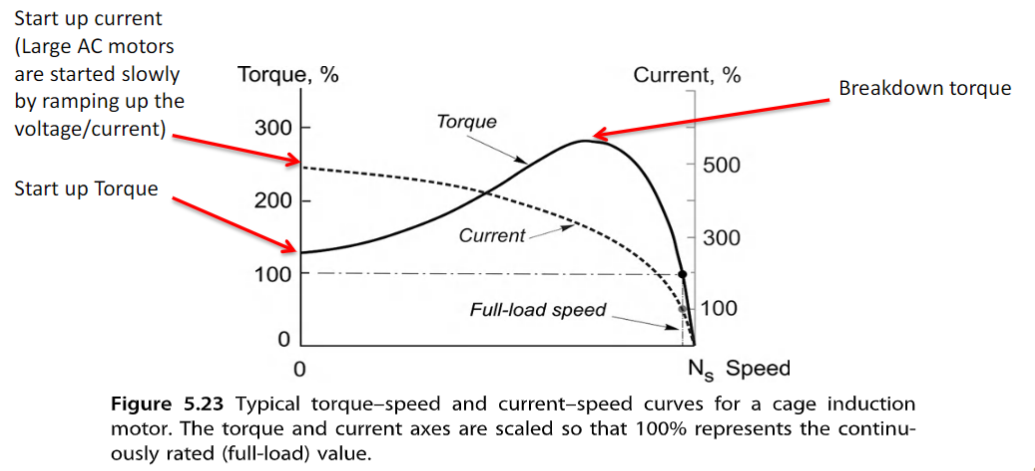 Start up current
(Large AC motors
are started slowly
by ramping up the
voltage/current)
Start up Torque
Torque, %
Current, %
Breakdown torque
300
200
100
0
Torque
Current
Full-load speed
500
300
100
0
Ns Speed
Figure 5.23 Typical torque–speed and current–speed curves for a cage induction
motor. The torque and current axes are scaled so that 100% represents the continu-
ously rated (full-load) value.